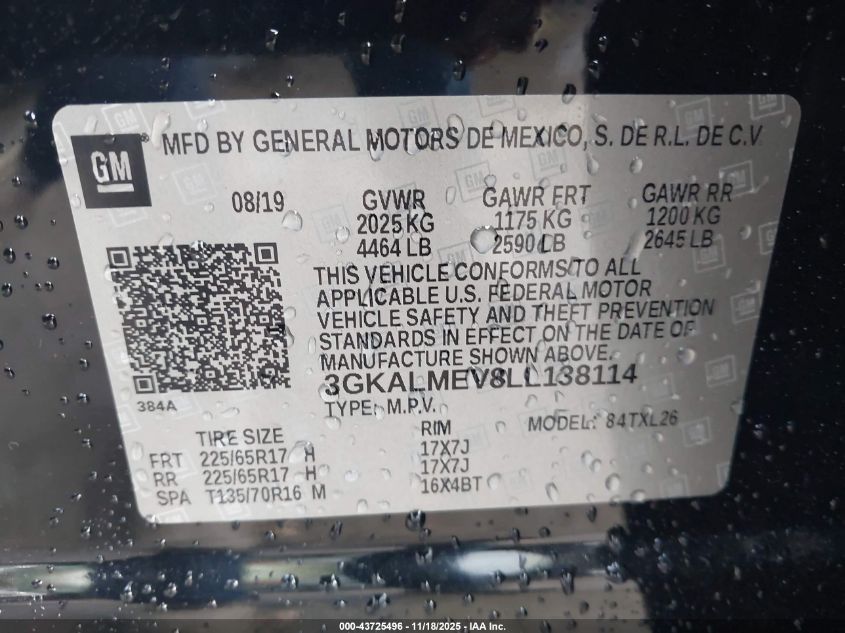 GM
MFD BY GENERAL MOTORS DE MEXICO, S. DE R.L. DE C.V.
08/19 GVWR GAWR FRT GAWR RR
2025 KG 1175 KG 1200 KG
4464 LB 2590 LB 2645 LB
THIS VEHICLE CONFORMS TO ALL
APPLICABLE U.S. FEDERAL MOTOR
VEHICLE SAFETY AND THEFT PREVENTION
STANDARDS IN EFFECT ON THE DATE OF
MANUFACTURE SHOWN ABOVE.
3GKALMEV8LL138114
384A
TYPE: M.P.V. MODEL: 84TXL26
TIRE SIZE RIM
FRT 225/65R17 H 17X7J
RR 225/65R17 H 17X7J
SPA T135/70R16 M 16X4BT
000-43725496 - 11/18/2025 - IAA Inc.